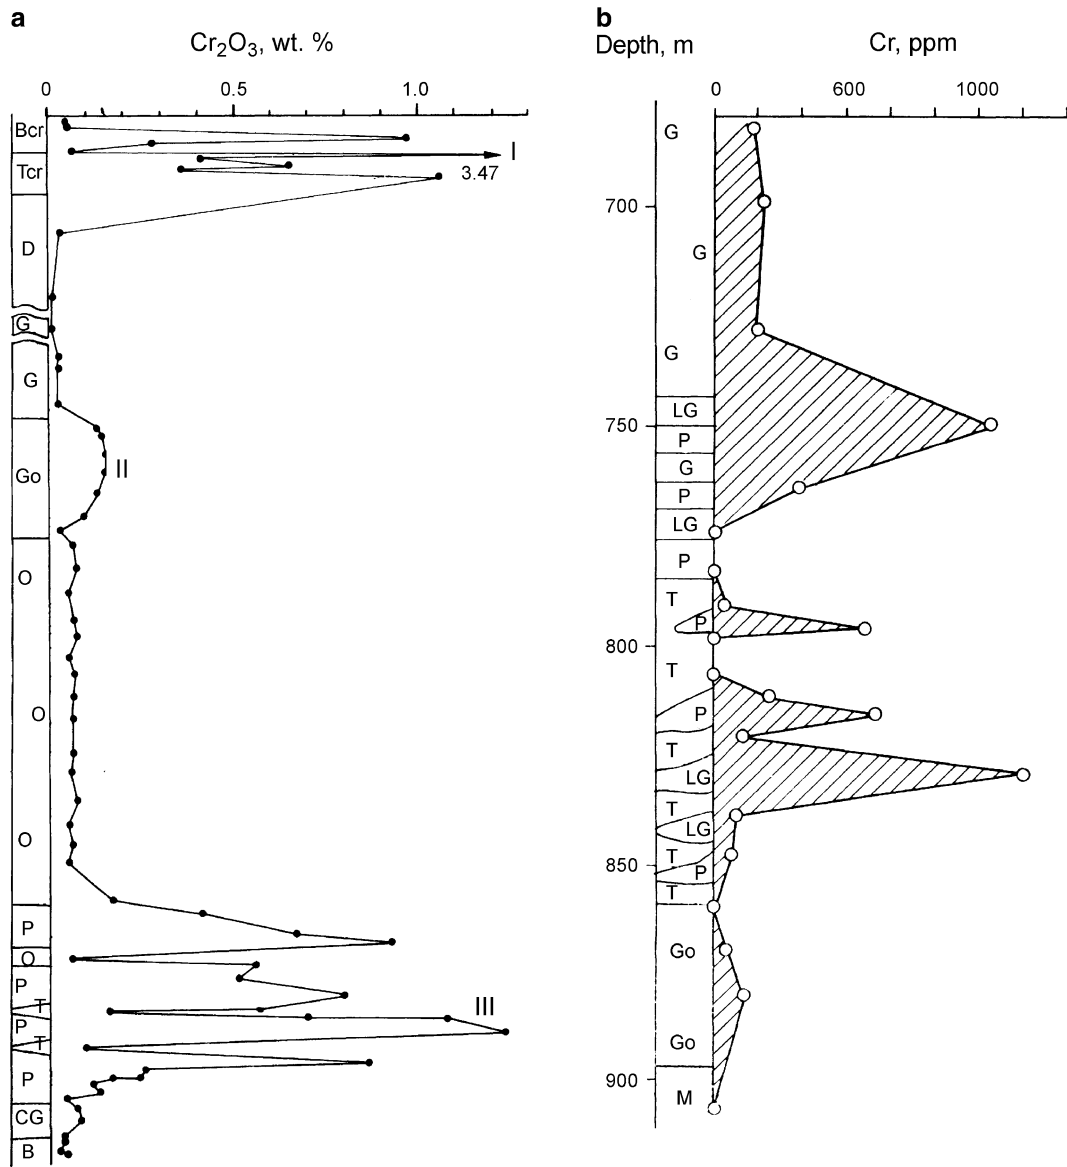 a
Cr₂O₃, wt. %
0 0.5 1.0
Bcr
I
Tcr
3.47
D
G
G
Go
II
O
O
O
P
O
P
T
III
P
T
P
CG
B
b
Depth, m Cr, ppm
0 600 1000
G
700
G
G
LG
750
P
G
P
LG
P
T
P
800
T
P
T
LG
T
LG
T
850
P
T
Go
Go
900
M